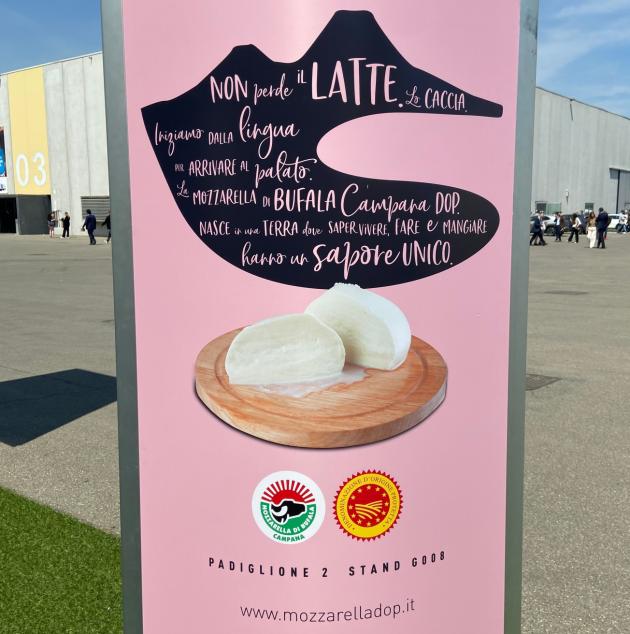 03
NON perde IL LATTE. Lo CACCIA.
Iniziamo DALLA lingua
PER ARRIVARE AL palato.
La MOZZARELLA DI BUFALA Campana DOP.
NASCE in una TERRA dove SAPER VIVERE, FARE e MANGIARE
hanno un sapore UNICO.
MOZZARELLA DI BUFALA
CAMPANA
DENOMINAZIONE D'ORIGINE PROTETTA
PADIGLIONE 2 STAND G008
www.mozzarelladop.it